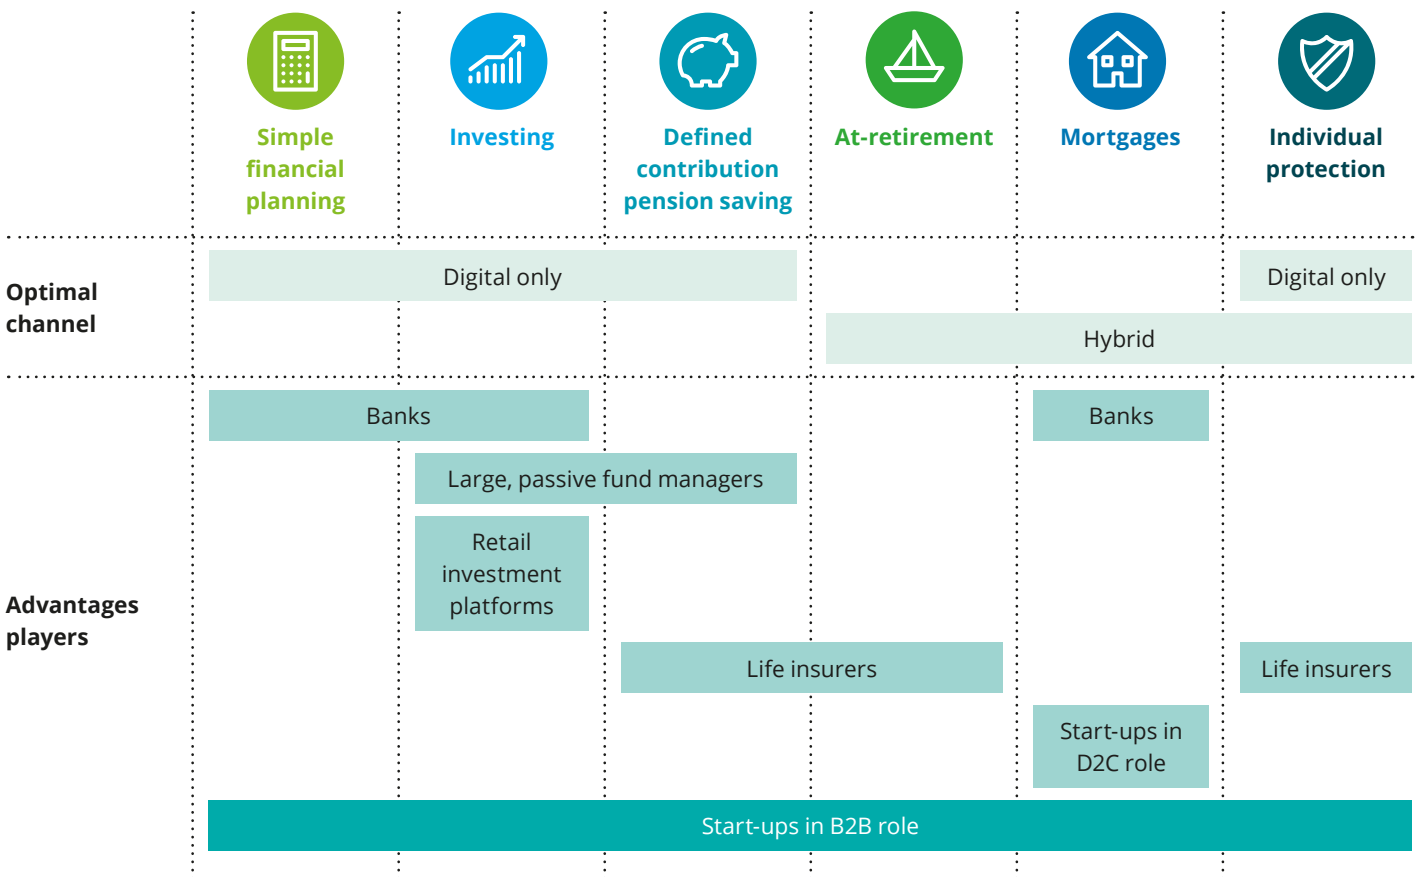 Simple
financial
planning
Investing
Defined
contribution
pension saving
At-retirement
Mortgages
Individual
protection
Optimal
channel
Digital only
Digital only
Hybrid
Advantages
players
Banks
Banks
Large, passive fund managers
Retail
investment
platforms
Life insurers
Life insurers
Start-ups in
D2C role
Start-ups in B2B role